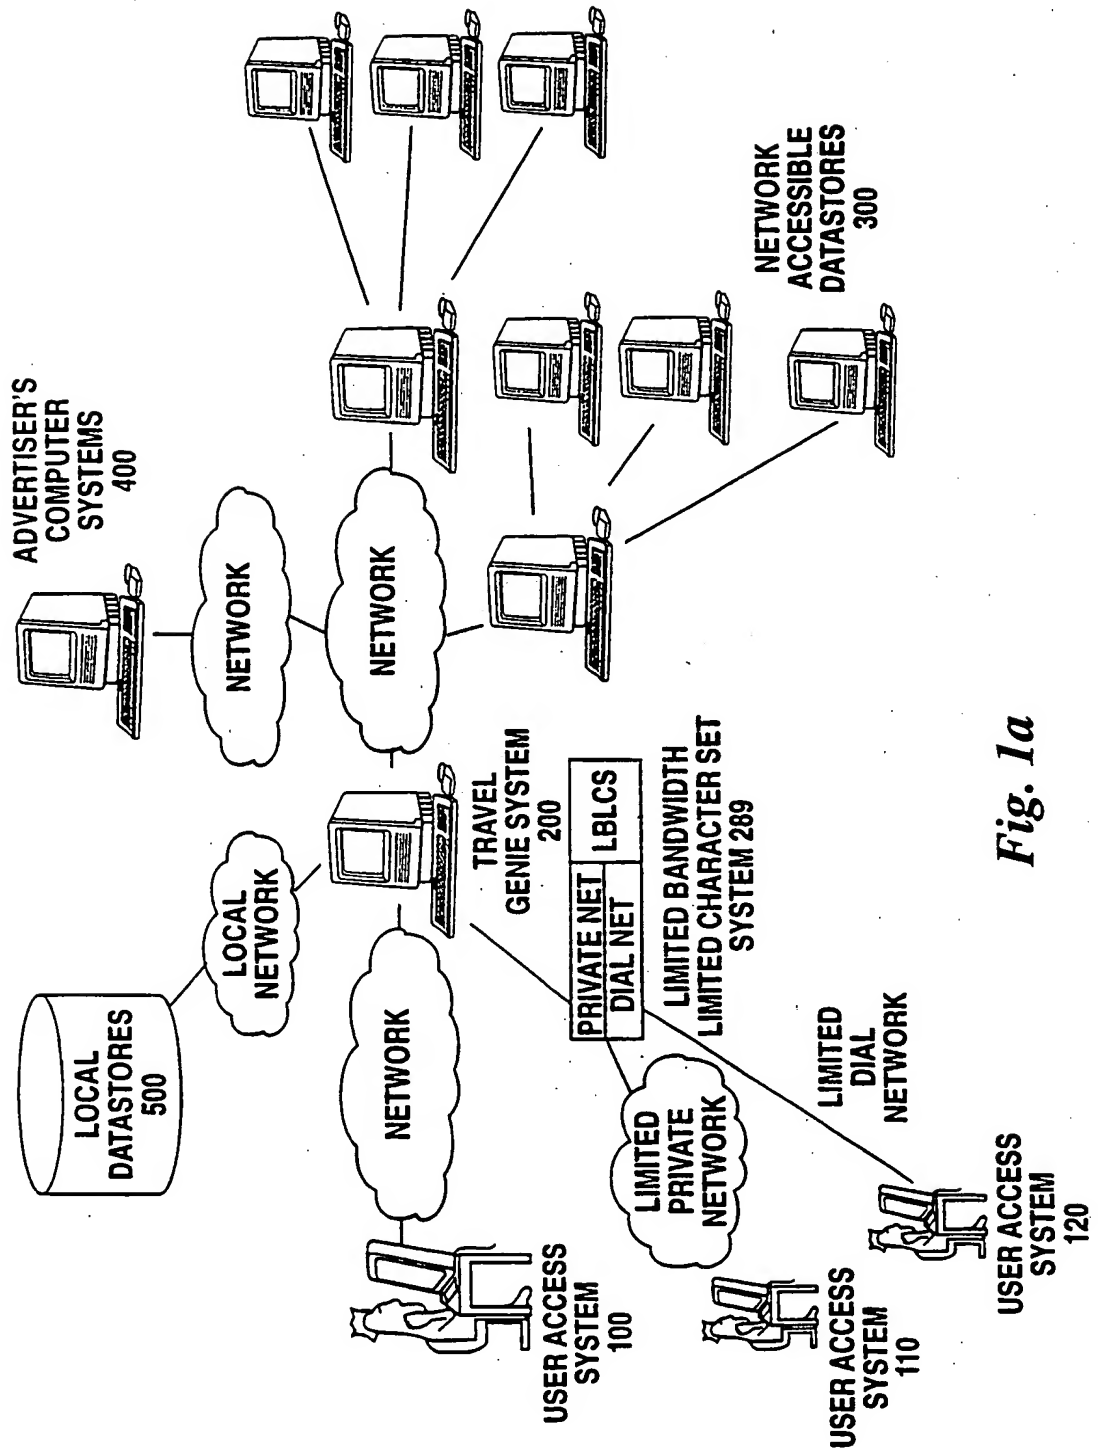 ADVERTISER'S
COMPUTER
SYSTEMS
400
LOCAL
DATASTORES
500
LOCAL
NETWORK
NETWORK
NETWORK
NETWORK
TRAVEL
GENIE SYSTEM
200
NETWORK
ACCESSIBLE
DATASTORES
300
PRIVATE NET
DIAL NET
LBLCS
LIMITED BANDWIDTH
LIMITED CHARACTER SET
SYSTEM 289
LIMITED
PRIVATE
NETWORK
LIMITED
DIAL
NETWORK
USER ACCESS
SYSTEM
100
USER ACCESS
SYSTEM
110
USER ACCESS
SYSTEM
120
Fig. 1a